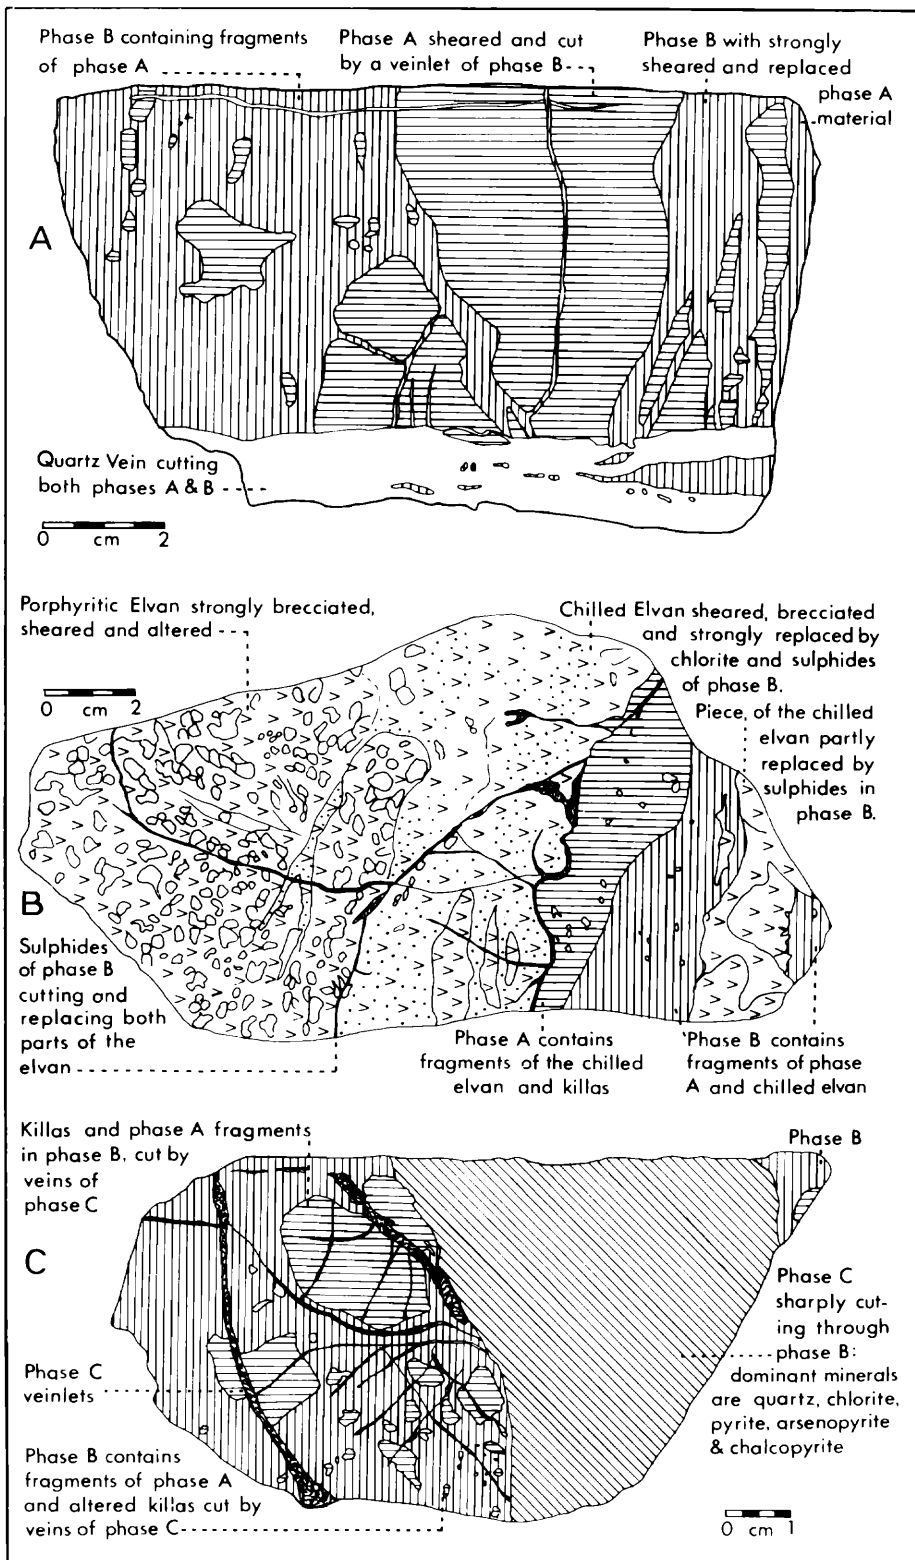 Phase B containing fragments
of phase A
Phase A sheared and cut
by a veinlet of phase B
Phase B with strongly
sheared and replaced
phase A
material
A
Quartz Vein cutting
both phases A & B
0 cm 2
Porphyritic Elvan strongly brecciated,
sheared and altered
0 cm 2
Chilled Elvan sheared, brecciated
and strongly replaced by
chlorite and sulphides
of phase B.
Piece, of the chilled
elvan partly
replaced by
sulphides in
phase B.
B
Sulphides
of phase B
cutting and
replacing both
parts of the
elvan
Phase A contains
fragments of the chilled
elvan and killas
Phase B contains
fragments of phase
A and chilled elvan
Killas and phase A fragments
in phase B, cut by
veins of
phase C
Phase B
C
Phase C
sharply cut-
ing through
phase B:
dominant minerals
are quartz, chlorite,
pyrite, arsenopyrite
& chalcopyrite
Phase C
veinlets
Phase B contains
fragments of phase A
and altered killas cut by
veins of phase C
0 cm 1